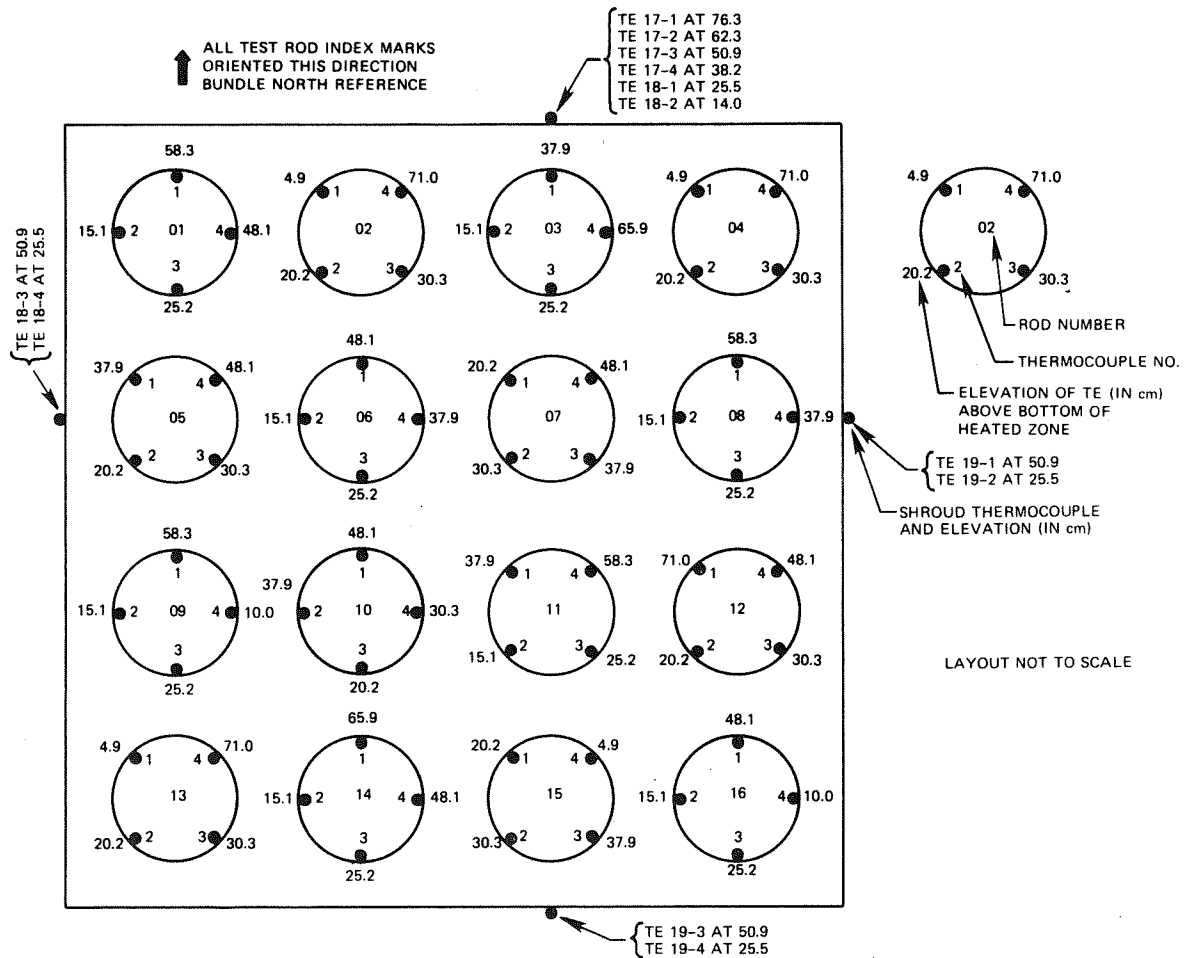 TE 17-1 AT 76.3
TE 17-2 AT 62.3
TE 17-3 AT 50.9
TE 17-4 AT 38.2
TE 18-1 AT 25.5
TE 18-2 AT 14.0
ALL TEST ROD INDEX MARKS
ORIENTED THIS DIRECTION
BUNDLE NORTH REFERENCE
58.3
1
15.1 2 01 4 48.1
3
25.2
4.9 1 4 71.0
02
20.2 2 3 30.3
37.9
1
15.1 2 03 4 65.9
3
25.2
4.9 1 4 71.0
04
20.2 2 3 30.3
4.9 1 4 71.0
02
20.2 2 3 30.3
ROD NUMBER
THERMOCOUPLE NO.
ELEVATION OF TE (IN cm)
ABOVE BOTTOM OF
HEATED ZONE
TE 18-3 AT 50.9
TE 18-4 AT 25.5
37.9 1 4 48.1
05
20.2 2 3 30.3
48.1
1
15.1 2 06 4 37.9
3
25.2
20.2 1 4 48.1
07
30.3 2 3 37.9
58.3
1
15.1 2 08 4 37.9
3
25.2
TE 19-1 AT 50.9
TE 19-2 AT 25.5
SHROUD THERMOCOUPLE
AND ELEVATION (IN cm)
58.3
1
15.1 2 09 4 10.0
3
25.2
48.1
1
37.9 2 10 4 30.3
3
20.2
37.9 1 4 58.3
11
15.1 2 3 25.2
71.0 1 4 48.1
12
20.2 2 3 30.3
LAYOUT NOT TO SCALE
4.9 1 4 71.0
13
20.2 2 3 30.3
65.9
1
15.1 2 14 4 48.1
3
25.2
20.2 1 4 4.9
15
30.3 2 3 37.9
48.1
1
15.1 2 16 4 10.0
3
25.2
TE 19-3 AT 50.9
TE 19-4 AT 25.5